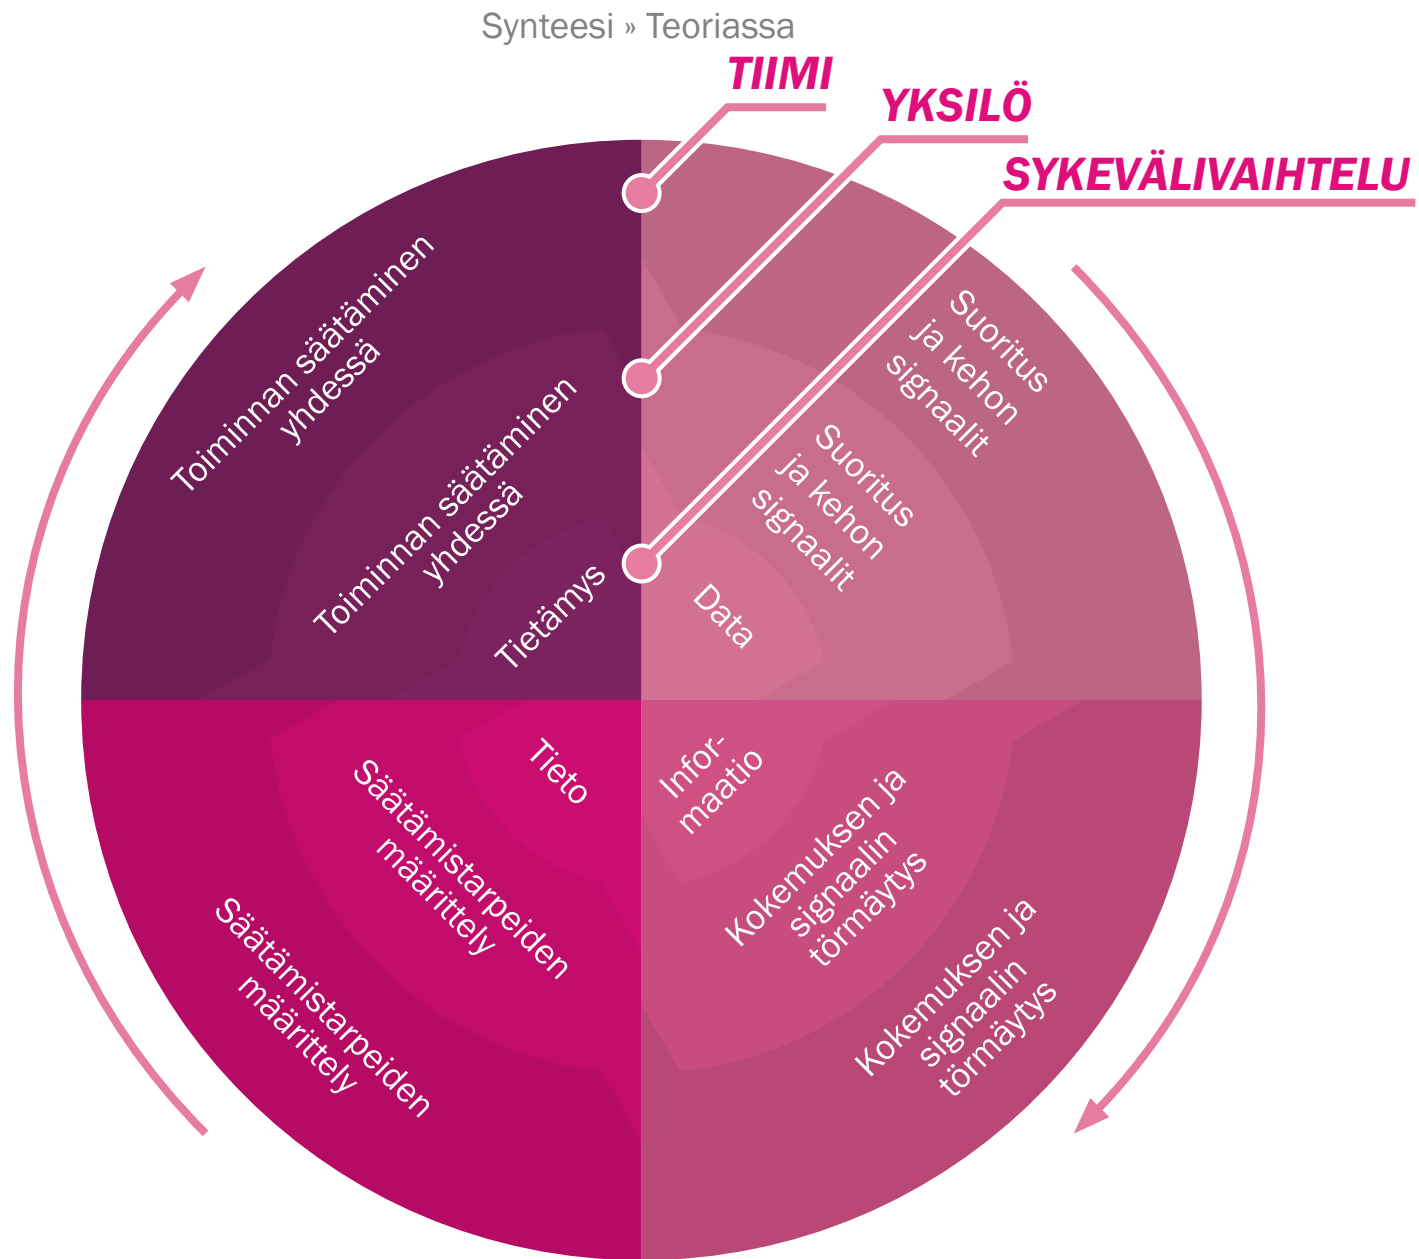 Synteesi » Teoriassa
TIIMI
YKSILÖ
SYKEVÄLIVAIHTELU
Toiminnan säätäminen
yhdessä
Toiminnan säätäminen
yhdessä
Tietämys
Suoritus
ja kehon
signaalit
Suoritus
ja kehon
signaalit
Data
Infor-
maatio
Kokemuksen ja
signaalin
törmäytys
Kokemuksen ja
signaalin
törmäytys
Tieto
Säätämistarpeiden
määrittely
Säätämistarpeiden
määrittely